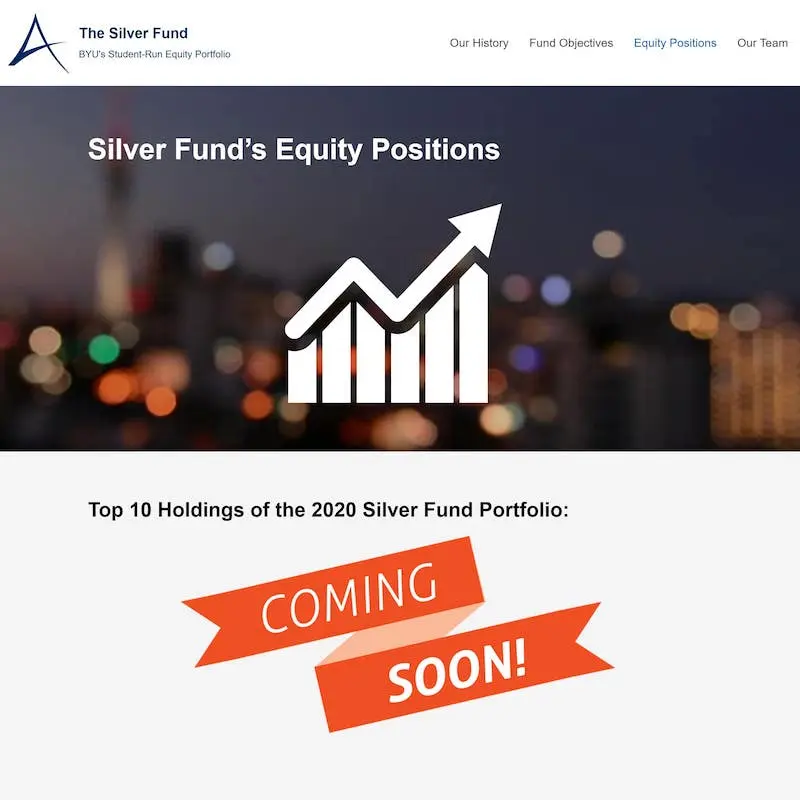 The Silver Fund
BYU's Student-Run Equity Portfolio
Our History Fund Objectives Equity Positions Our Team
Silver Fund’s Equity Positions
Top 10 Holdings of the 2020 Silver Fund Portfolio:
COMING
SOON!